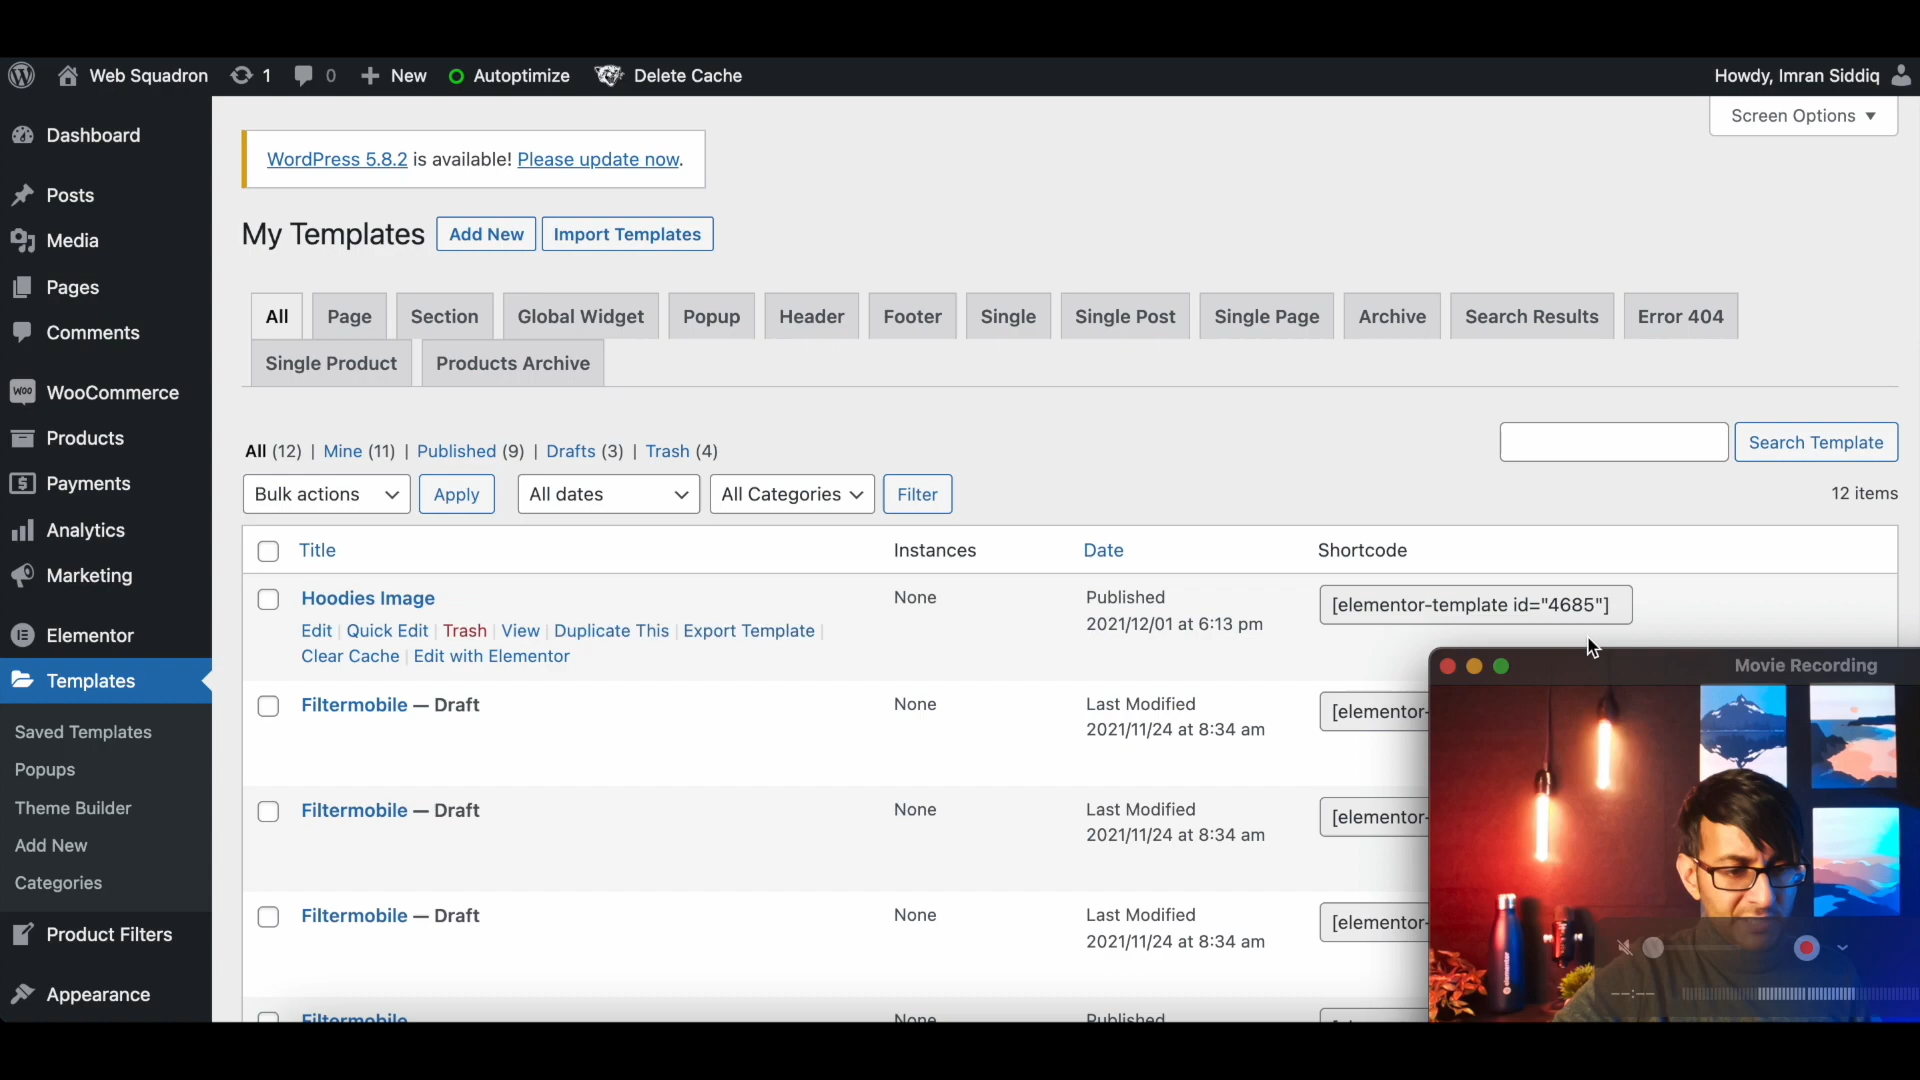 Web Squadron 1 0 New Autoptimize Delete Cache Howdy, Imran Siddiq
Screen Options
Dashboard
Posts
Media
Pages
Comments
WooCommerce
Products
Payments
Analytics
Marketing
Elementor
Templates
Saved Templates
Popups
Theme Builder
Add New
Categories
Product Filters
Appearance
WordPress 5.8.2 is available! Please update now.
My Templates Add New Import Templates
All Page Section Global Widget Popup Header Footer Single Single Post Single Page Archive Search Results Error 404
Single Product Products Archive
All (12) | Mine (11) | Published (9) | Drafts (3) | Trash (4)
Search Template
Bulk actions Apply All dates All Categories Filter 12 items
Title Instances Date Shortcode
Hoodies Image None Published [elementor-template id="4685"]
2021/12/01 at 6:13 pm
Edit | Quick Edit | Trash | View | Duplicate This | Export Template |
Clear Cache | Edit with Elementor
Filtermobile — Draft None Last Modified [elementor-
2021/11/24 at 8:34 am
Filtermobile — Draft None Last Modified [elementor-
2021/11/24 at 8:34 am
Filtermobile — Draft None Last Modified [elementor-
2021/11/24 at 8:34 am
Filtermobile None Published
Movie Recording
--:--
elementor